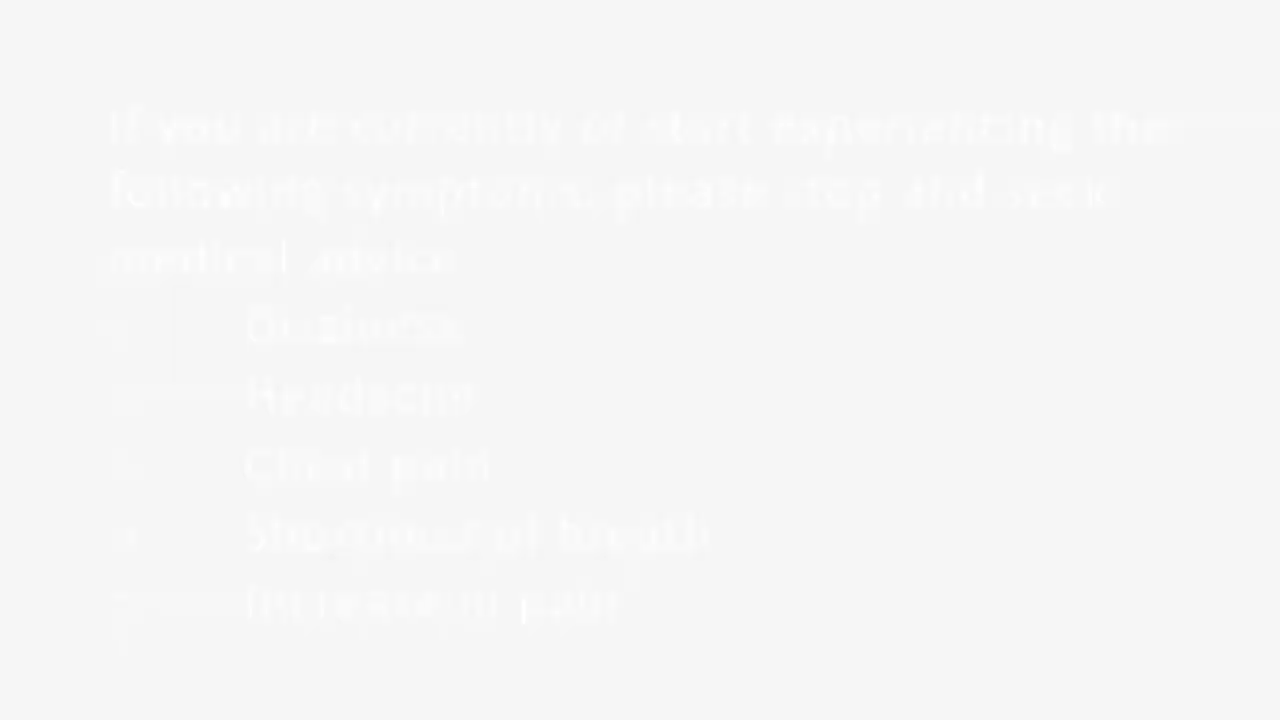 If you are currently or start experiencing the
following symptoms, please stop and seek
medical advice
Dizziness
Headache
Chest pain
Shortness of breath
Increase in pain